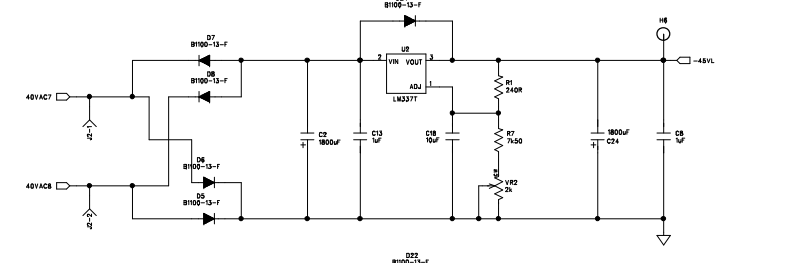 B1100-13-F
H6
D7
B1100-13-F
U2
2
VIN
VOUT
3
-45VL
D8
B1100-13-F
ADJ
1
R1
240R
40VAC7
LM337T
J2-1
C2
1800uF
C13
1uF
C18
10uF
R7
7k50
1800uF
C24
C6
1uF
D6
B1100-13-F
CW
VR2
2k
40VAC8
D5
B1100-13-F
J2-2
D22
B1100-13-F